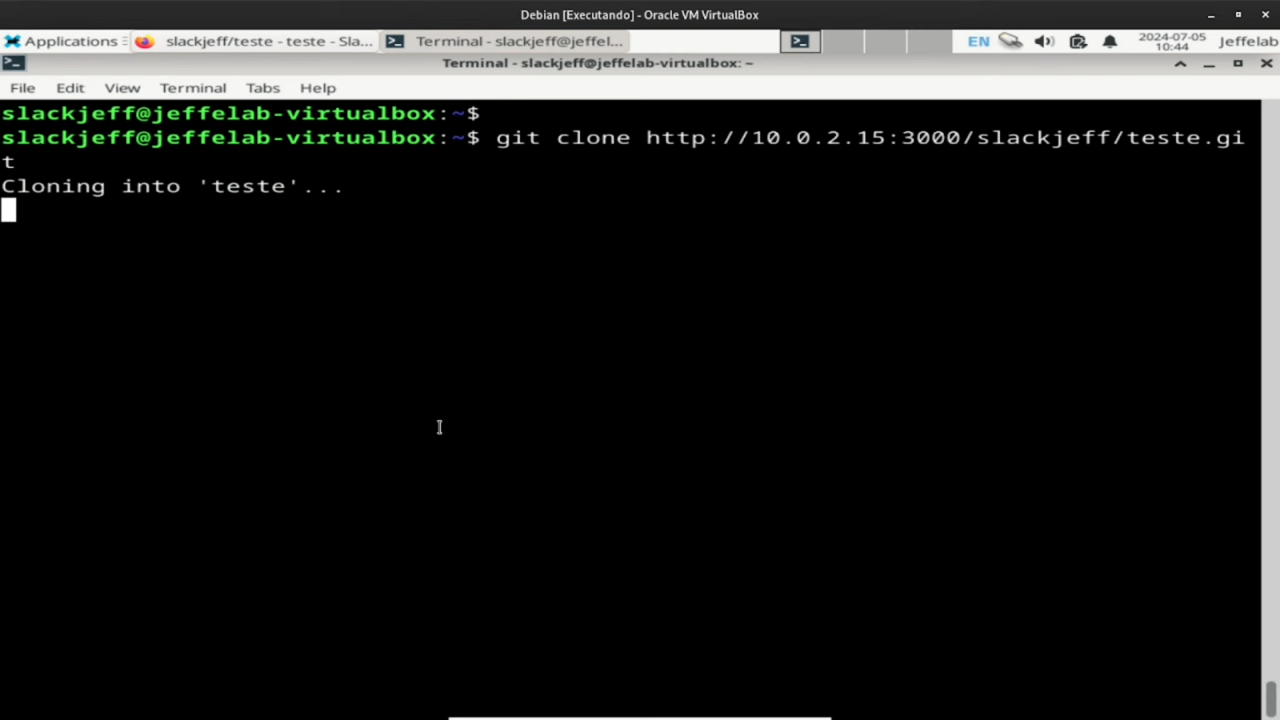 Debian [Executando] - Oracle VM VirtualBox
Applications slackjeff/teste - teste - Sla... Terminal - slackjeff@jeffel... EN 2024-07-05 10:44 Jeffelab
Terminal - slackjeff@jeffelab-virtualbox: ~
File Edit View Terminal Tabs Help
slackjeff@jeffelab-virtualbox:~$
slackjeff@jeffelab-virtualbox:~$ git clone http://10.0.2.15:3000/slackjeff/teste.gi
t
Cloning into 'teste'...